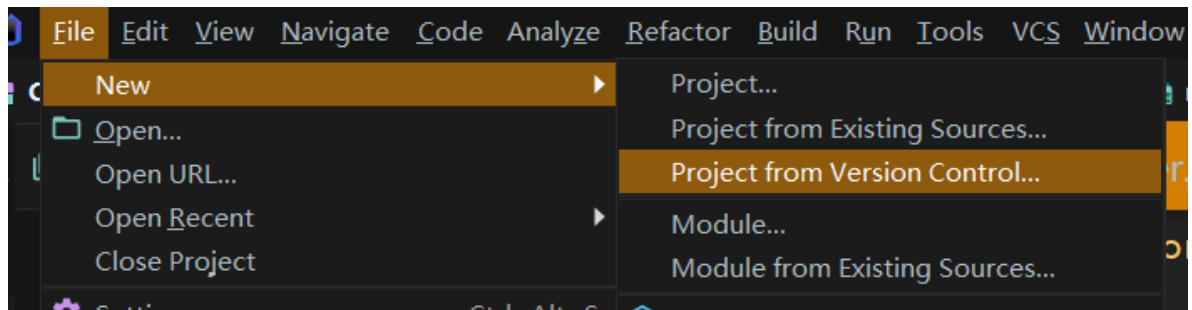 File Edit View Navigate Code Analyze Refactor Build Run Tools VCS Window
New
Open...
Open URL...
Open Recent
Close Project
Project...
Project from Existing Sources...
Project from Version Control...
Module...
Module from Existing Sources...